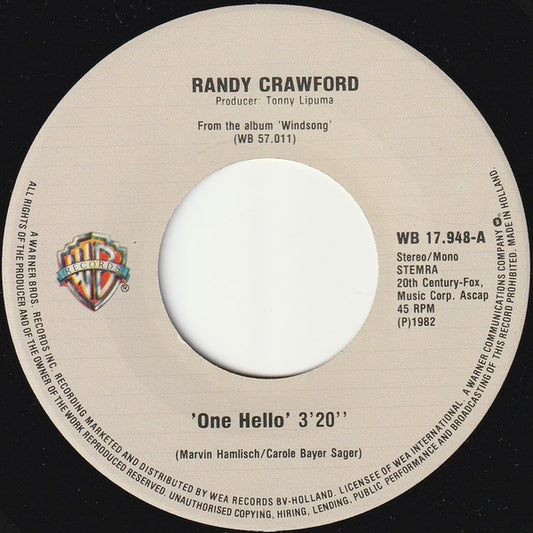 RANDY CRAWFORD
Producer: Tonny Lipuma
From the album 'Windsong'
(WB 57.011)
WB
RECORDS
®
WB 17.948-A
Stereo/Mono
STEMRA
20th Century-Fox,
Music Corp. Ascap
45 RPM
(P)1982
'One Hello' 3'20''
(Marvin Hamlisch/Carole Bayer Sager)
A WARNER BROS. RECORDS INC. RECORDING MARKETED AND DISTRIBUTED BY WEA RECORDS BV-HOLLAND. LICENSEE OF WEA INTERNATIONAL. A WARNER COMMUNICATIONS COMPANY ℗. MADE IN HOLLAND.
ALL RIGHTS OF THE PRODUCER AND OF THE OWNER OF THE WORK REPRODUCED RESERVED. UNAUTHORISED COPYING, HIRING, LENDING, PUBLIC PERFORMANCE AND BROADCASTING OF THIS RECORD PROHIBITED.